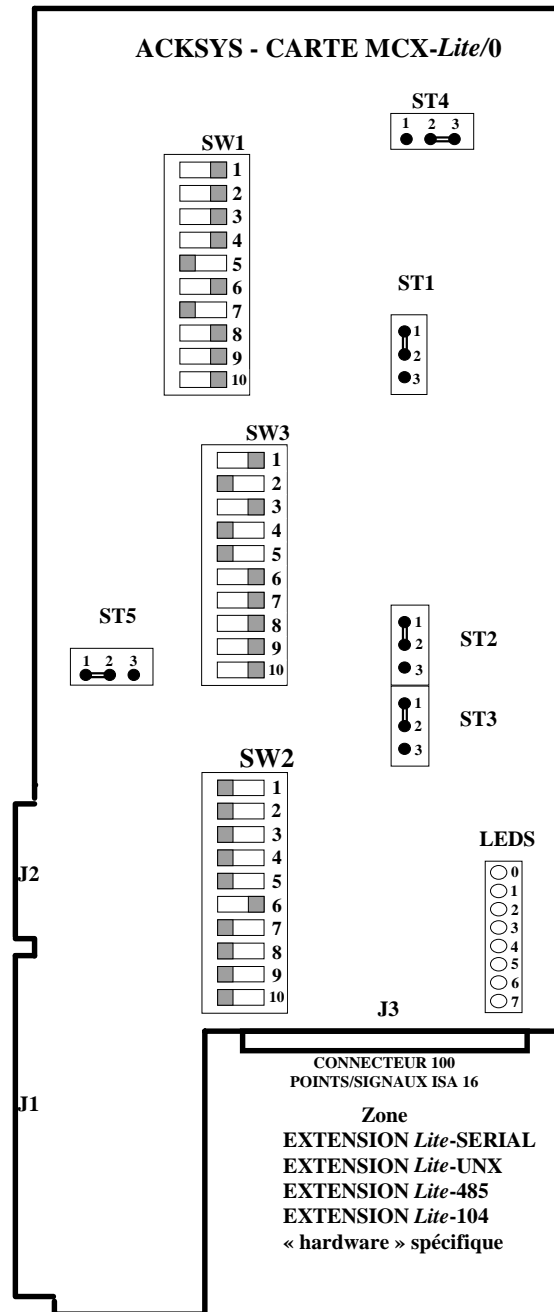 ACKSYS - CARTE MCX-Lite/0
ST4
1 2 3
SW1
1
2
3
4
5
6
7
8
9
10
ST1
1
2
3
SW3
1
2
3
4
5
6
7
8
9
10
ST5
1 2 3
ST2
1
2
3
ST3
1
2
3
SW2
1
2
3
4
5
6
7
8
9
10
LEDS
0
1
2
3
4
5
6
7
J2
J3
J1
CONNECTEUR 100
POINTS/SIGNAUX ISA 16
Zone
EXTENSION Lite-SERIAL
EXTENSION Lite-UNX
EXTENSION Lite-485
EXTENSION Lite-104
« hardware » spécifique